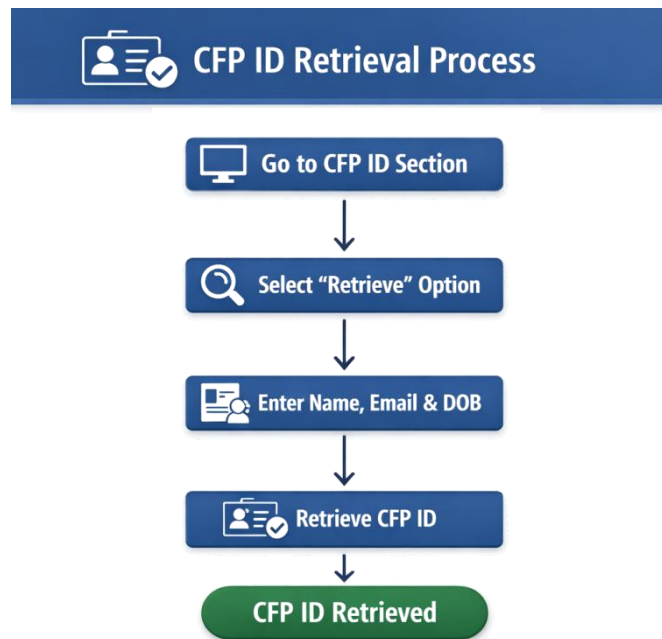 CFP ID Retrieval Process
Go to CFP ID Section
Select “Retrieve” Option
Enter Name, Email & DOB
Retrieve CFP ID
CFP ID Retrieved